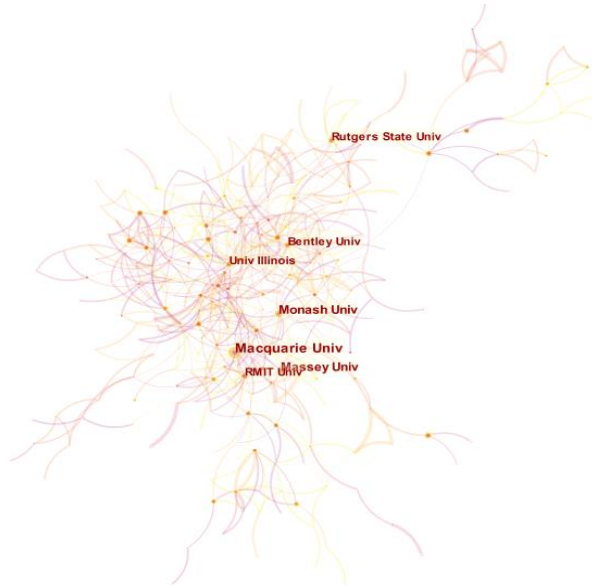 Rutgers State Univ
Bentley Univ
Univ Illinois
Monash Univ
Macquarie Univ
Massey Univ
RMIT Univ